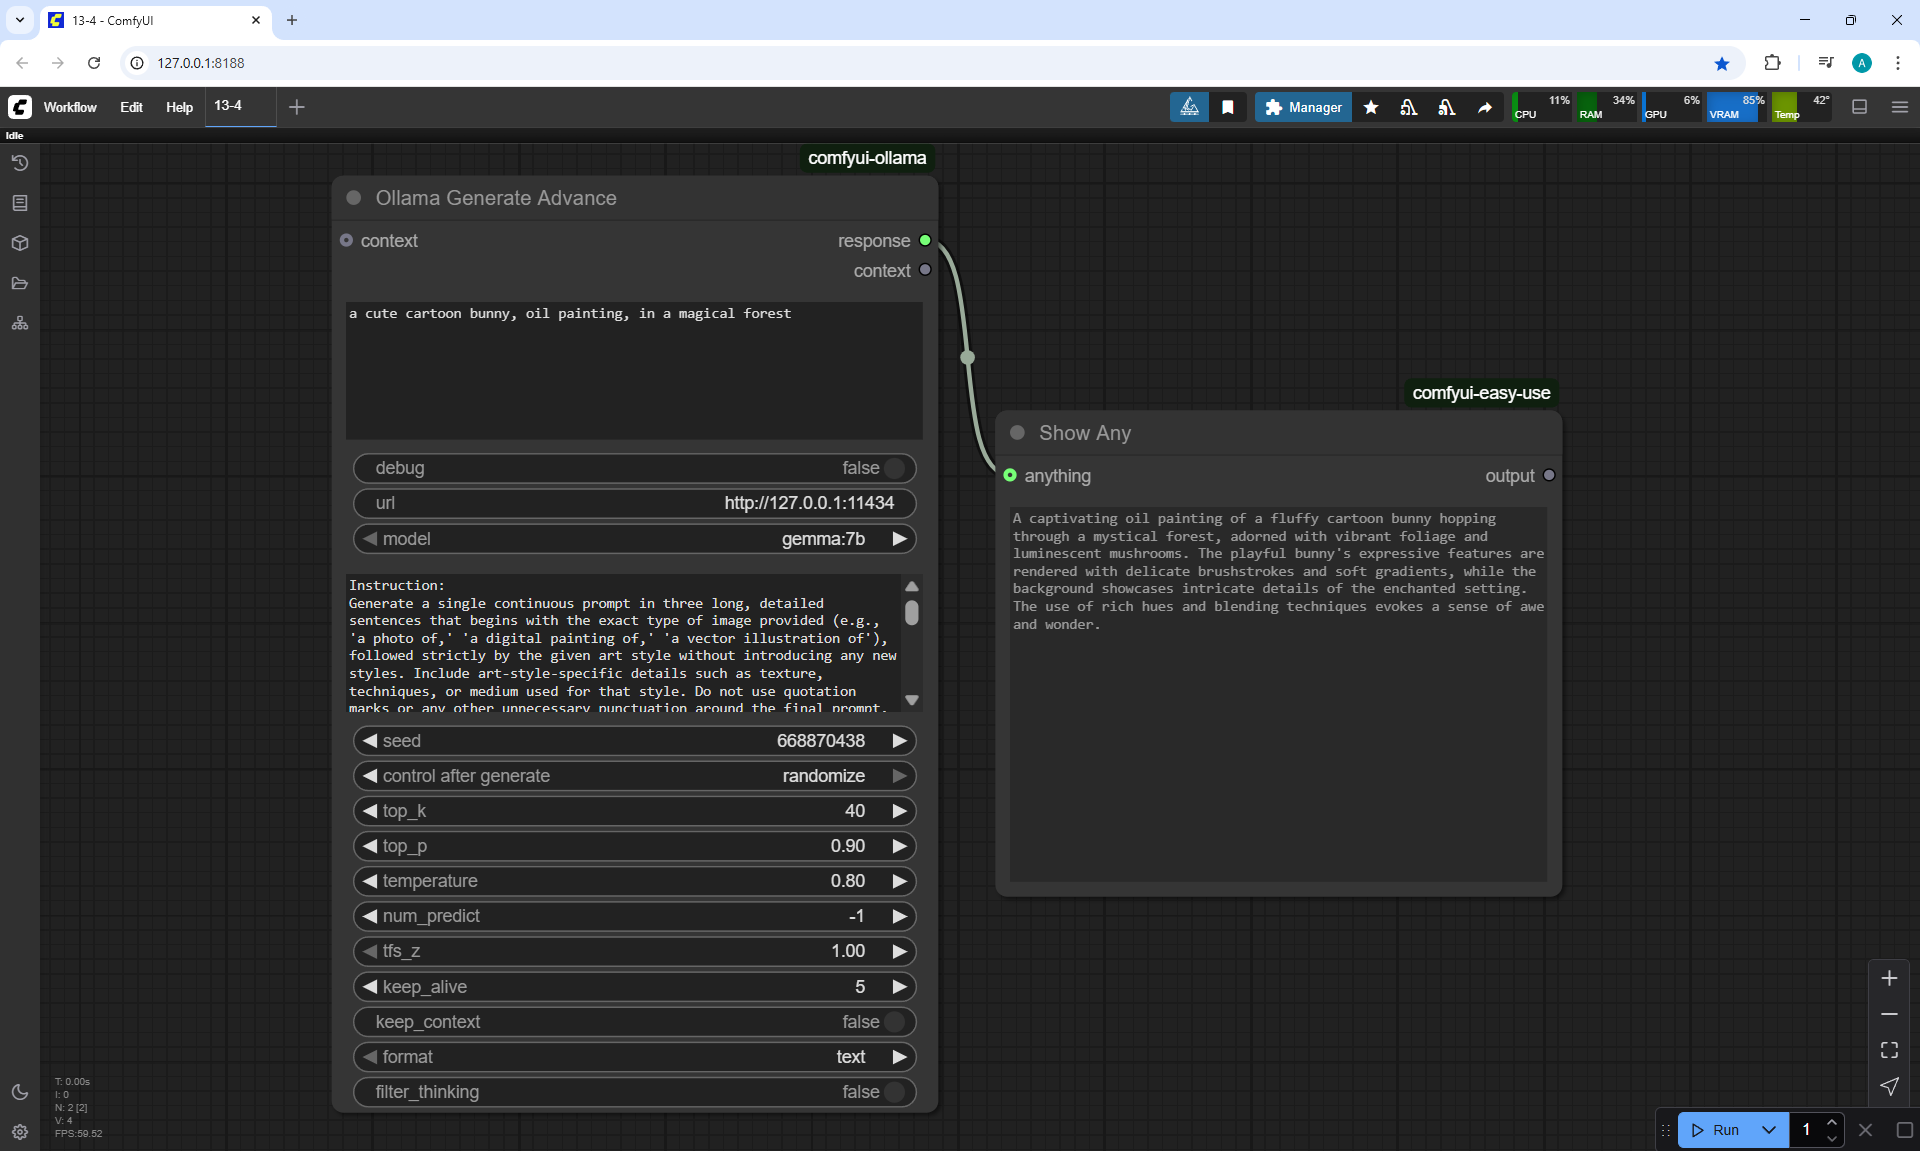 13-4 - ComfyUI
127.0.0.1:8188
Workflow Edit Help 13-4
Manager
CPU 11% RAM 34% GPU 6% VRAM 85% Temp 42°
Idle
comfyui-ollama
Ollama Generate Advance
context
response
context
a cute cartoon bunny, oil painting, in a magical forest
debug false
url http://127.0.0.1:11434
model gemma:7b
Instruction:
Generate a single continuous prompt in three long, detailed
sentences that begins with the exact type of image provided (e.g.,
'a photo of,' 'a digital painting of,' 'a vector illustration of'),
followed strictly by the given art style without introducing any new
styles. Include art-style-specific details such as texture,
techniques, or medium used for that style. Do not use quotation
marks or any other unnecessary punctuation around the final prompt.
seed 668870438
control after generate randomize
top_k 40
top_p 0.90
temperature 0.80
num_predict -1
tfs_z 1.00
keep_alive 5
keep_context false
format text
filter_thinking false
comfyui-easy-use
Show Any
anything output
A captivating oil painting of a fluffy cartoon bunny hopping
through a mystical forest, adorned with vibrant foliage and
luminescent mushrooms. The playful bunny's expressive features are
rendered with delicate brushstrokes and soft gradients, while the
background showcases intricate details of the enchanted setting.
The use of rich hues and blending techniques evokes a sense of awe
and wonder.
T: 0.00s
I: 0
N: 2 [2]
V: 4
FPS:59.52
Run 1
A